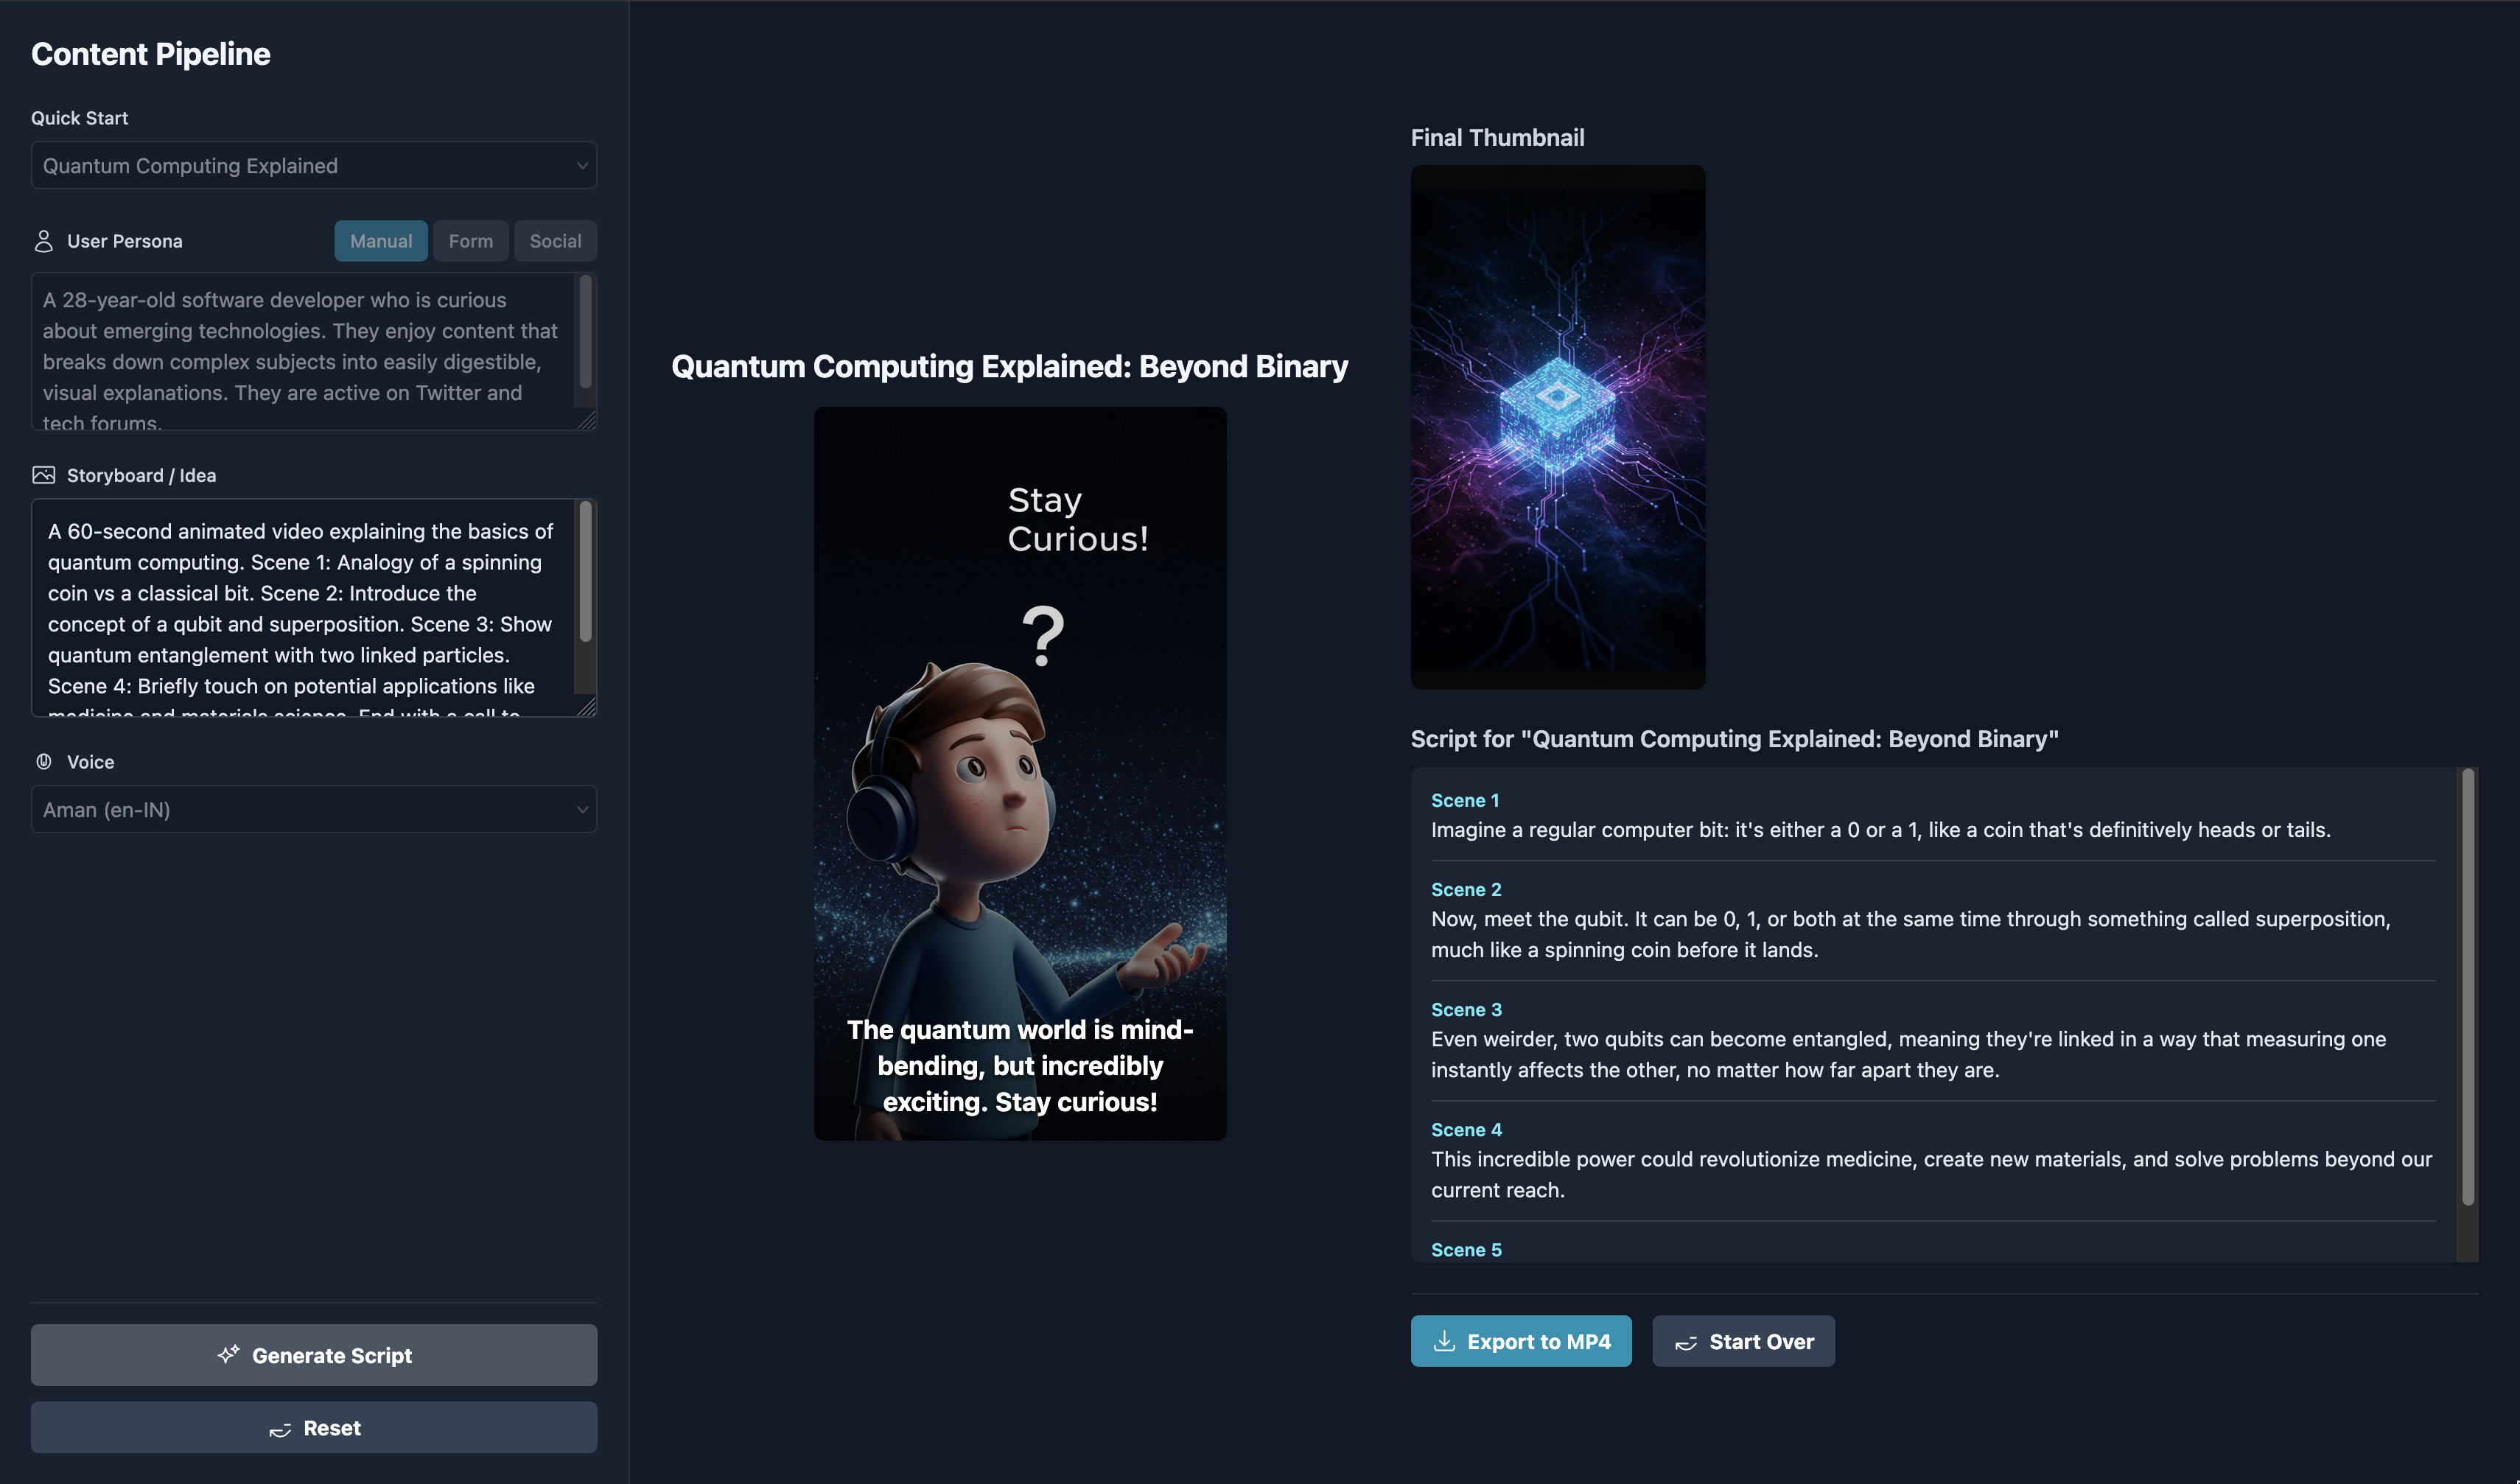 Content Pipeline
Quick Start
Quantum Computing Explained
User Persona
Manual
Form
Social
A 28-year-old software developer who is curious
about emerging technologies. They enjoy content that
breaks down complex subjects into easily digestible,
visual explanations. They are active on Twitter and
tech forums.
Storyboard / Idea
A 60-second animated video explaining the basics of
quantum computing. Scene 1: Analogy of a spinning
coin vs a classical bit. Scene 2: Introduce the
concept of a qubit and superposition. Scene 3: Show
quantum entanglement with two linked particles.
Scene 4: Briefly touch on potential applications like
medicine and materials science. End with a call to
Voice
Aman (en-IN)
Generate Script
Reset
Quantum Computing Explained: Beyond Binary
Stay
Curious!
?
The quantum world is mind-
bending, but incredibly
exciting. Stay curious!
Final Thumbnail
Script for "Quantum Computing Explained: Beyond Binary"
Scene 1
Imagine a regular computer bit: it's either a 0 or a 1, like a coin that's definitively heads or tails.
Scene 2
Now, meet the qubit. It can be 0, 1, or both at the same time through something called superposition,
much like a spinning coin before it lands.
Scene 3
Even weirder, two qubits can become entangled, meaning they're linked in a way that measuring one
instantly affects the other, no matter how far apart they are.
Scene 4
This incredible power could revolutionize medicine, create new materials, and solve problems beyond our
current reach.
Scene 5
Export to MP4
Start Over